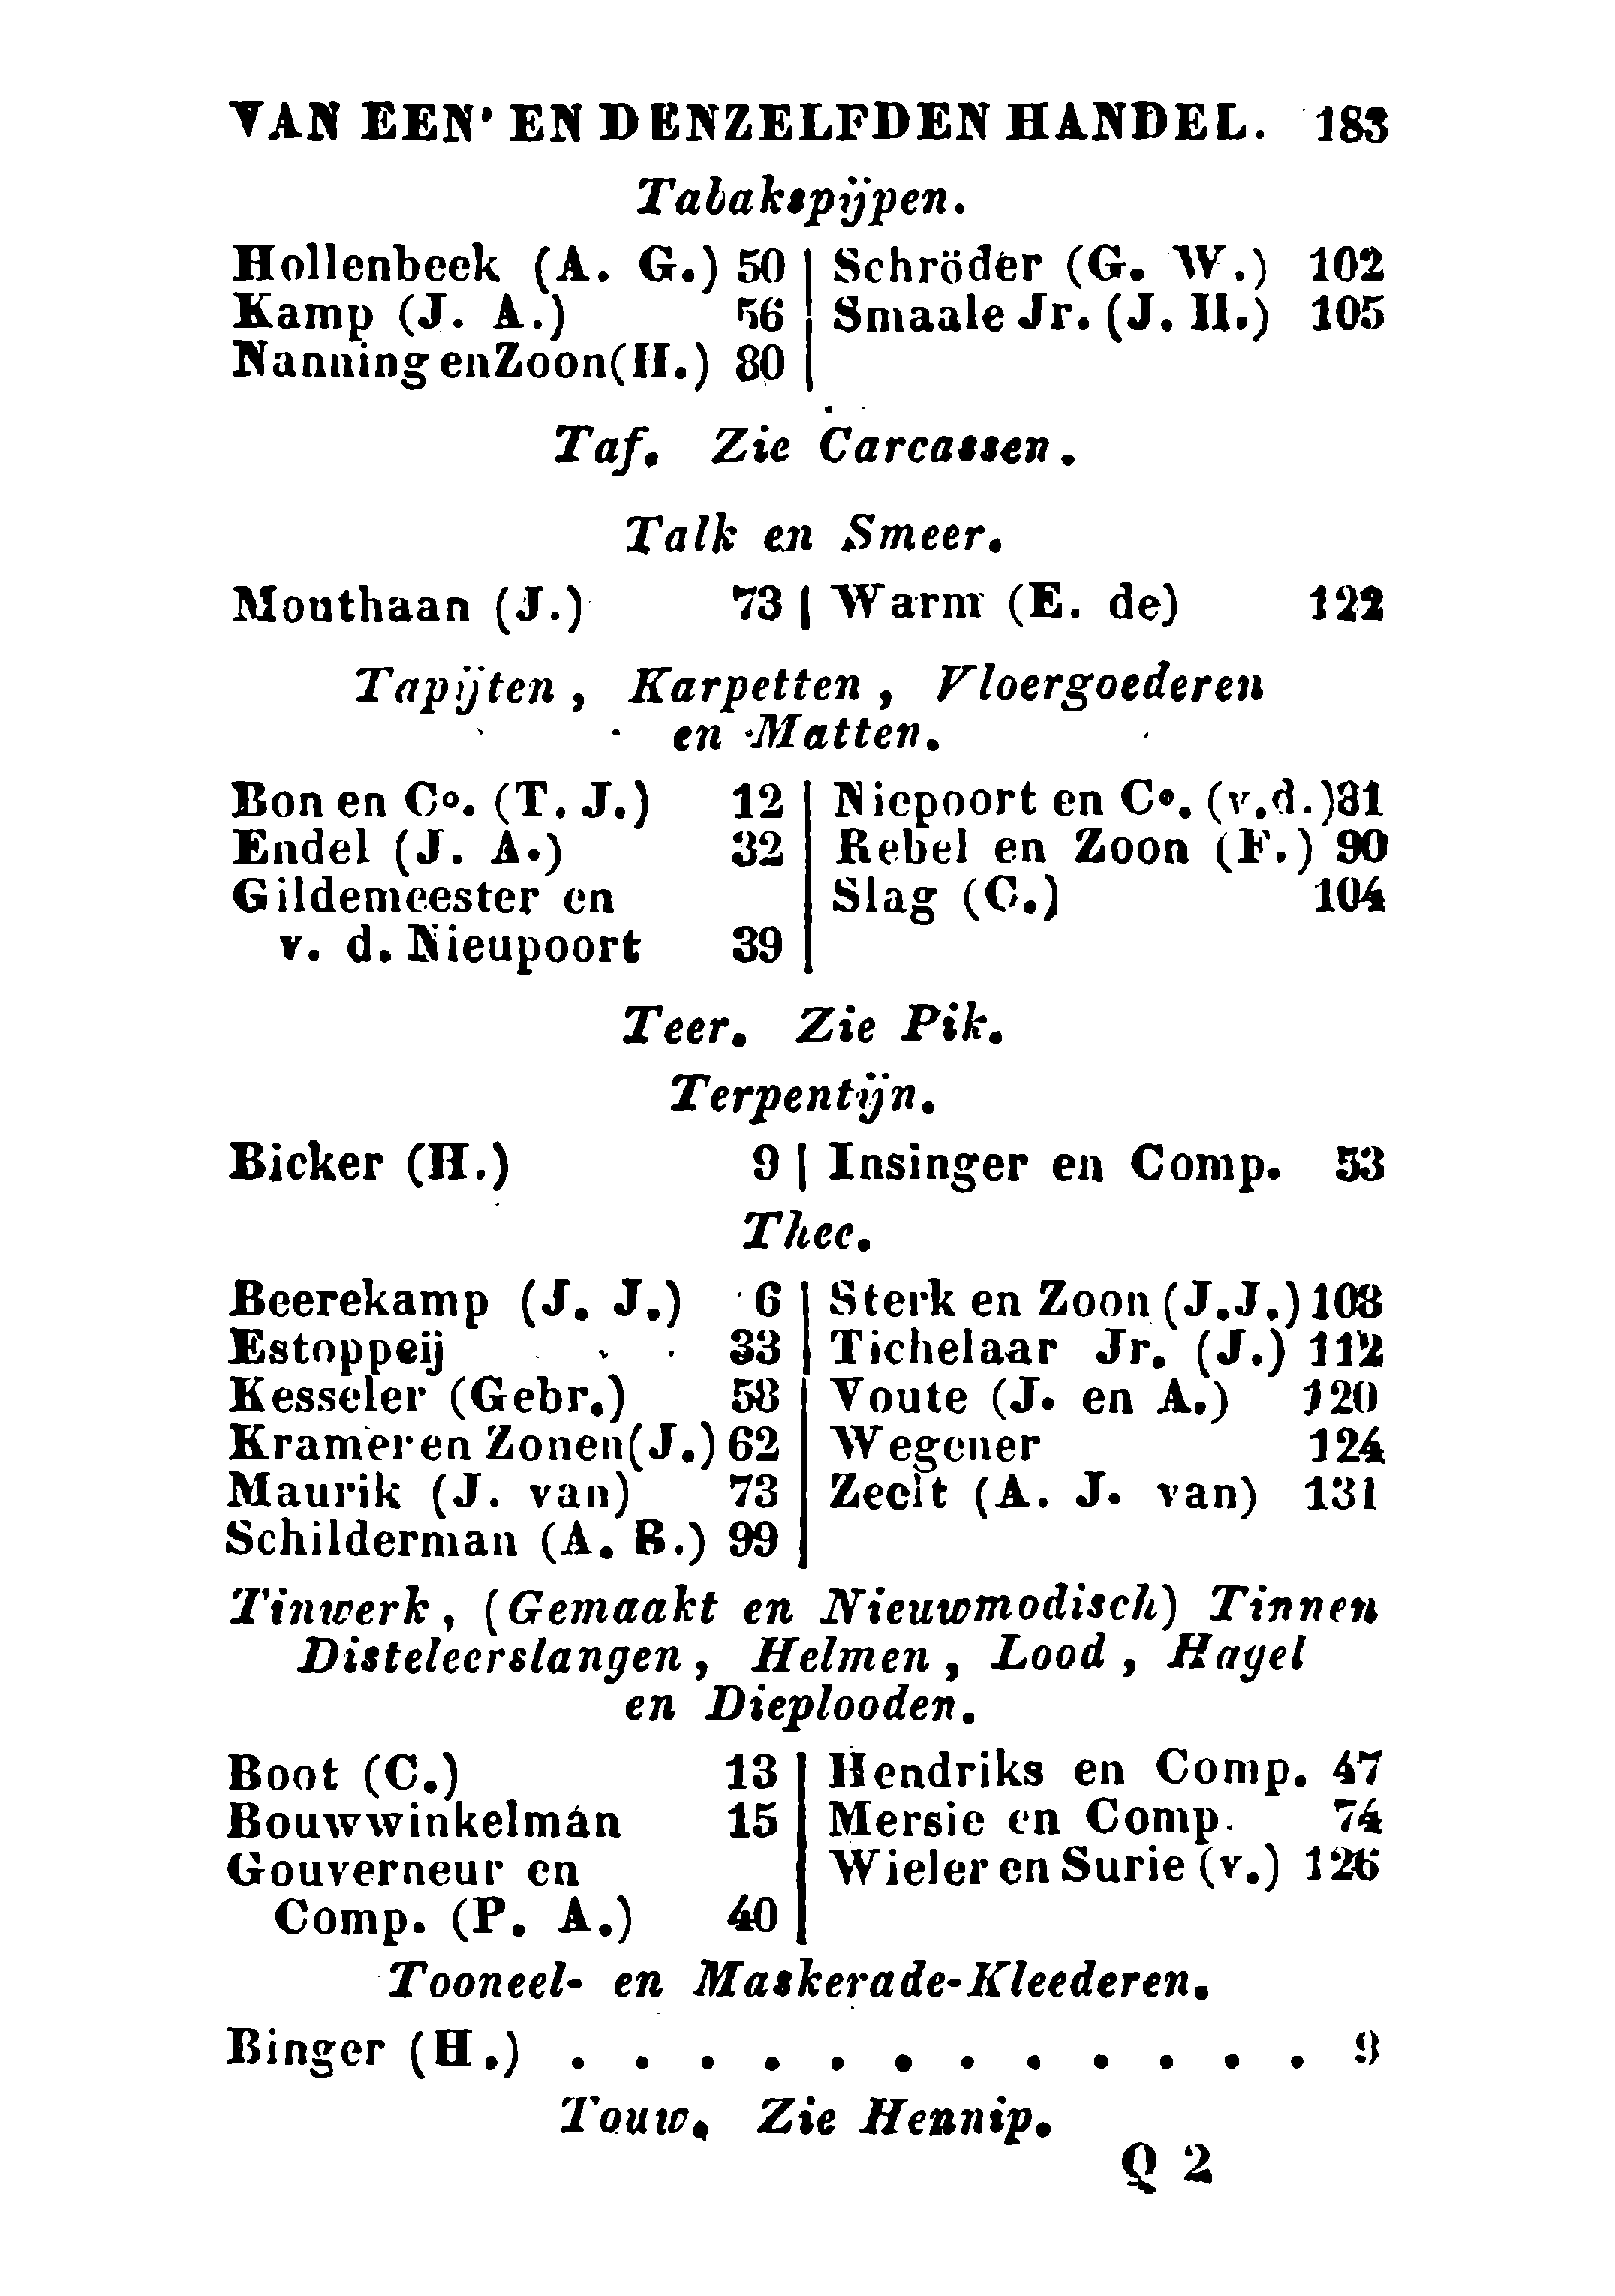 VAN EEN' EN DENZELFDEN HANDEL. 183
Tabakspijpen.
Hollenbeek (A. G.) 50
Kamp (J. A.) 56
Nanning en Zoon (H.) 80
Schröder (G. W.) 102
Smaale Jr. (J. H.) 105
Taf. Zie Carcassen.
Talk en Smeer.
Mouthaan (J.) 73
Warm (E. de) 122
Tapijten, Karpetten, Vloergoederen
en Matten.
Bon en Co. (T. J.) 12
Endel (J. A.) 32
Gildemeester en
v. d. Nieupoort 39
Niepoort en Co. (v.d.) 81
Rebel en Zoon (F.) 90
Slag (C.) 104
Teer. Zie Pik.
Terpentijn.
Bicker (H.) 9
Insinger en Comp. 53
Thee.
Beerekamp (J. J.) 6
Estoppeij 33
Kesseler (Gebr.) 58
Kramer en Zonen (J.) 62
Maurik (J. van) 73
Schilderman (A. B.) 99
Sterk en Zoon (J.J.) 108
Tichelaar Jr. (J.) 112
Voute (J. en A.) 120
Wegener 124
Zeelt (A. J. van) 131
Tinwerk, (Gemaakt en Nieuwmodisch) Tinnen
Disteleerslangen, Helmen, Lood, Hagel
en Dieplooden.
Boot (C.) 13
Bouwwinkelman 15
Gouverneur en
Comp. (P. A.) 40
Hendriks en Comp. 47
Mersie en Comp. 74
Wieler en Surie (v.) 126
Tooneel- en Maskerade-Kleederen.
Binger (H.) . . . . . . . . . . . . 9
Touw. Zie Hennip.
Q 2